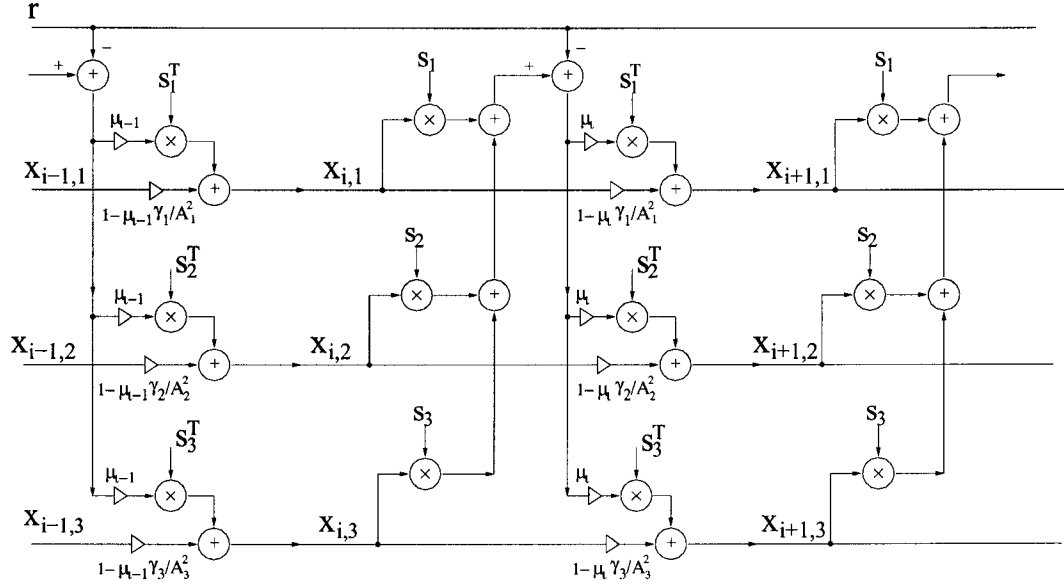 r
−
−
+
+
+
+
S₁ᵀ
s₁
S₁ᵀ
s₁
μᵢ₋₁
×
×
+
μᵢ
×
×
+
Xᵢ₋₁,₁
+
Xᵢ,₁
+
Xᵢ₊₁,₁
1−μᵢ₋₁γ₁/A₁²
1−μᵢγ₁/A₁²
S₂ᵀ
s₂
S₂ᵀ
s₂
μᵢ₋₁
×
×
+
μᵢ
×
×
+
Xᵢ₋₁,₂
+
Xᵢ,₂
+
Xᵢ₊₁,₂
1−μᵢ₋₁γ₂/A₂²
1−μᵢγ₂/A₂²
S₃ᵀ
s₃
S₃ᵀ
s₃
μᵢ₋₁
×
×
μᵢ
×
×
Xᵢ₋₁,₃
+
Xᵢ,₃
+
Xᵢ₊₁,₃
1−μᵢ₋₁γ₃/A₃²
1−μᵢγ₃/A₃²